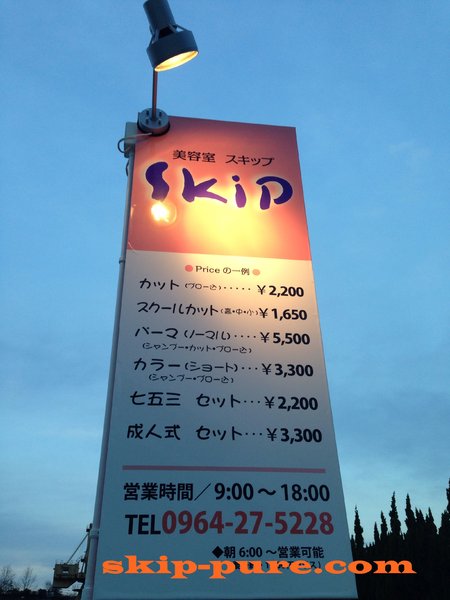 美容室 スキップ
SKiP
● Priceの一例 ●
カット(ブロー込)・・・・・￥2,200
スクールカット(高・中・小)・￥1,650
パーマ(ノーマル)・・・・￥5,500
(シャンプー・カット・ブロー込)
カラー(ショート)・・・・￥3,300
(シャンプー・ブロー込)
七五三 セット・・・￥2,200
成人式 セット・・・￥3,300
営業時間／9:00～18:00
TEL0964-27-5228
◆朝6:00～営業可能
skip-pure.com